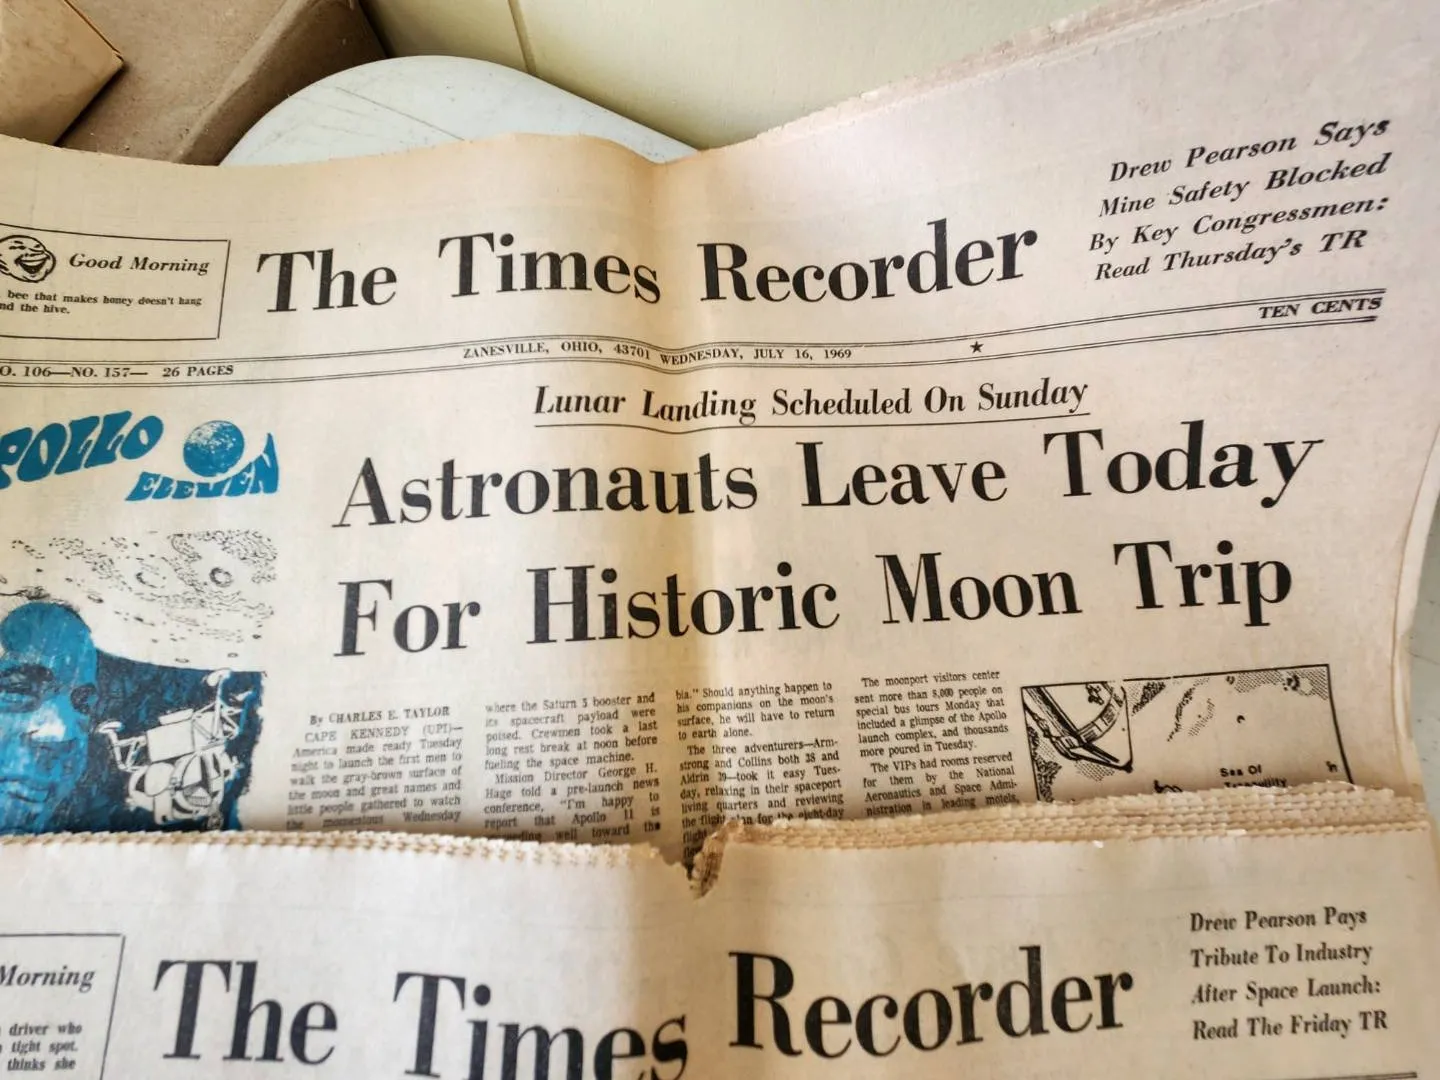 Good Morning
bee that makes honey doesn't hang
the hive.
The Times Recorder
Drew Pearson Says
Mine Safety Blocked
By Key Congressmen:
Read Thursday's TR
TEN CENTS
ZANESVILLE, OHIO, 43701 WEDNESDAY, JULY 16, 1969
O. 106—NO. 157— 26 PAGES
POLLO
ELEVEN
Lunar Landing Scheduled On Sunday
Astronauts Leave Today
For Historic Moon Trip
By CHARLES E. TAYLOR
CAPE KENNEDY (UPI)—
America made ready Tuesday
night to launch the first men to
walk the gray-brown surface of
the moon and great names and
little people gathered to watch
the momentous Wednesday
where the Saturn 5 booster and
its spacecraft payload were
poised. Crewmen took a last
long rest break at noon before
fueling the space machine.
Mission Director George H.
Hage told a pre-launch news
conference, "I'm happy to
report that Apollo 11 is
well toward the
bia." Should anything happen to
his companions on the moon's
surface, he will have to return
to earth alone.
The three adventurers—Arm-
strong and Collins both 38 and
Aldrin 39—took it easy Tues-
day, relaxing in their spaceport
living quarters and reviewing
the flight plan for the eight-day
The moonport visitors center
sent more than 8,000 people on
special bus tours Monday that
included a glimpse of the Apollo
launch complex, and thousands
more poured in Tuesday.
The VIPs had rooms reserved
for them by the National
Aeronautics and Space Admi-
nistration in leading motels,
Sea Of
Tranquility
Morning
driver who
tight spot.
thinks she
The Times Recorder
Drew Pearson Pays
Tribute To Industry
After Space Launch:
Read The Friday TR